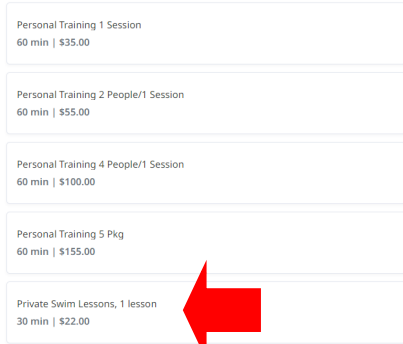 Personal Training 1 Session
60 min | $35.00
Personal Training 2 People/1 Session
60 min | $55.00
Personal Training 4 People/1 Session
60 min | $100.00
Personal Training 5 Pkg
60 min | $155.00
Private Swim Lessons, 1 lesson
30 min | $22.00